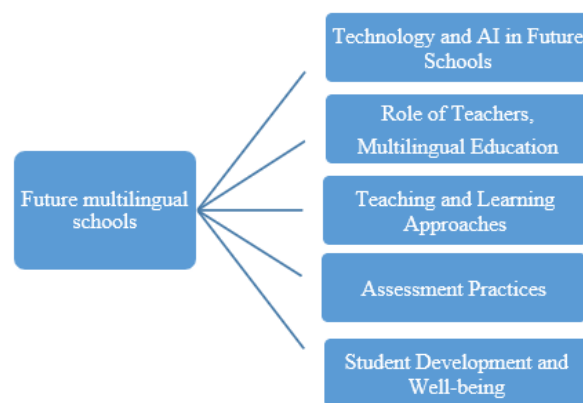 Technology and AI in Future
Schools
Role of Teachers,
Multilingual Education
Future multilingual
schools
Teaching and Learning
Approaches
Assessment Practices
Student Development and
Well-being